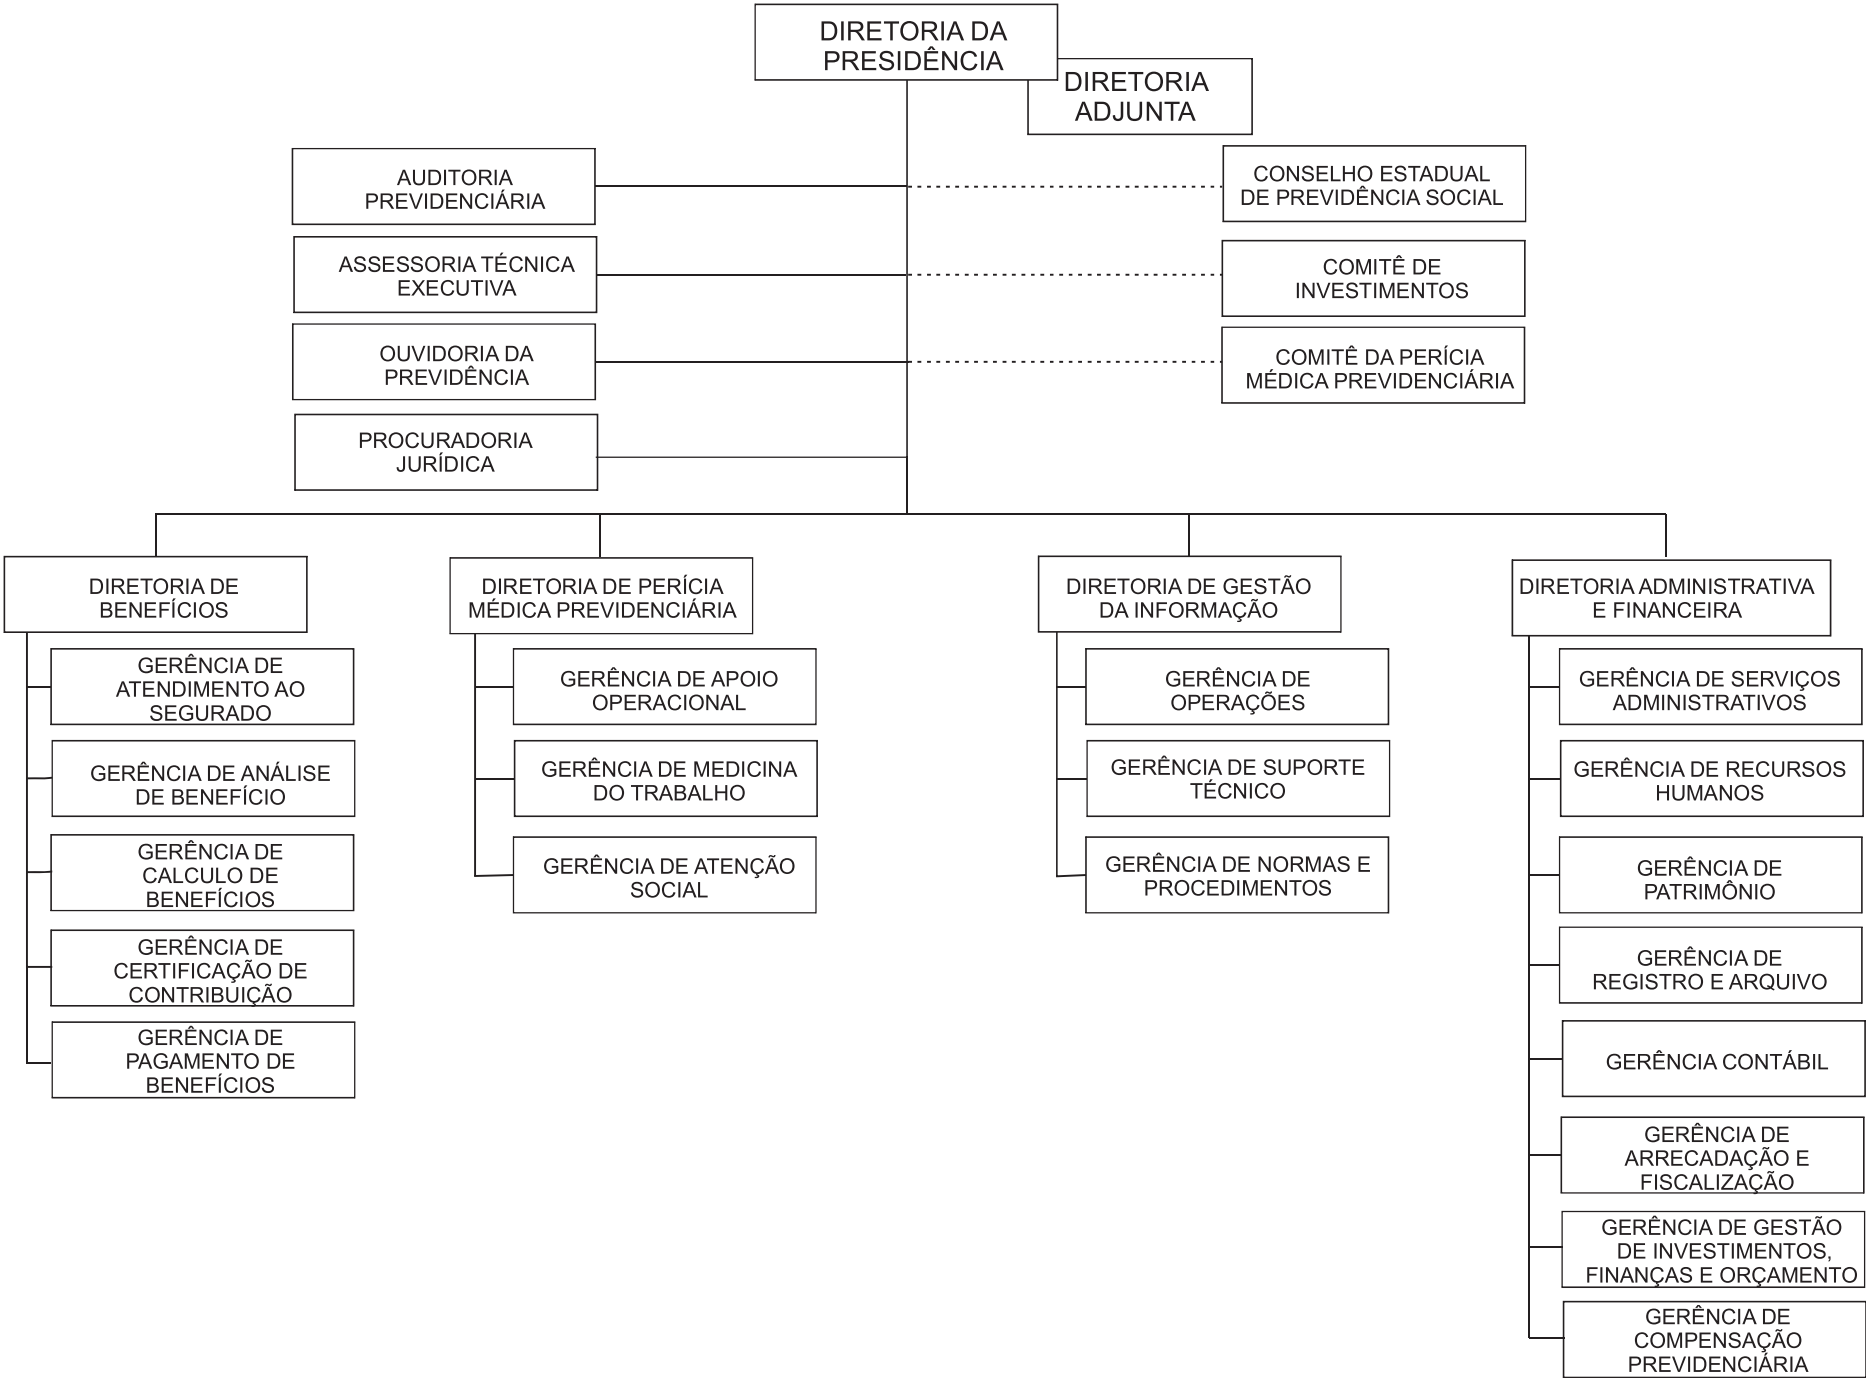 DIRETORIA DA
PRESIDÊNCIA
DIRETORIA
ADJUNTA
AUDITORIA
PREVIDENCIÁRIA
CONSELHO ESTADUAL
DE PREVIDÊNCIA SOCIAL
ASSESSORIA TÉCNICA
EXECUTIVA
COMITÊ DE
INVESTIMENTOS
OUVIDORIA DA
PREVIDÊNCIA
COMITÊ DA PERÍCIA
MÉDICA PREVIDENCIÁRIA
PROCURADORIA
JURÍDICA
DIRETORIA DE
BENEFÍCIOS
GERÊNCIA DE
ATENDIMENTO AO
SEGURADO
GERÊNCIA DE ANÁLISE
DE BENEFÍCIO
GERÊNCIA DE
CALCULO DE
BENEFÍCIOS
GERÊNCIA DE
CERTIFICAÇÃO DE
CONTRIBUIÇÃO
GERÊNCIA DE
PAGAMENTO DE
BENEFÍCIOS
DIRETORIA DE PERÍCIA
MÉDICA PREVIDENCIÁRIA
GERÊNCIA DE APOIO
OPERACIONAL
GERÊNCIA DE MEDICINA
DO TRABALHO
GERÊNCIA DE ATENÇÃO
SOCIAL
DIRETORIA DE GESTÃO
DA INFORMAÇÃO
GERÊNCIA DE
OPERAÇÕES
GERÊNCIA DE SUPORTE
TÉCNICO
GERÊNCIA DE NORMAS E
PROCEDIMENTOS
DIRETORIA ADMINISTRATIVA
E FINANCEIRA
GERÊNCIA DE SERVIÇOS
ADMINISTRATIVOS
GERÊNCIA DE RECURSOS
HUMANOS
GERÊNCIA DE
PATRIMÔNIO
GERÊNCIA DE
REGISTRO E ARQUIVO
GERÊNCIA CONTÁBIL
GERÊNCIA DE
ARRECADAÇÃO E
FISCALIZAÇÃO
GERÊNCIA DE GESTÃO
DE INVESTIMENTOS,
FINANÇAS E ORÇAMENTO
GERÊNCIA DE
COMPENSAÇÃO
PREVIDENCIÁRIA